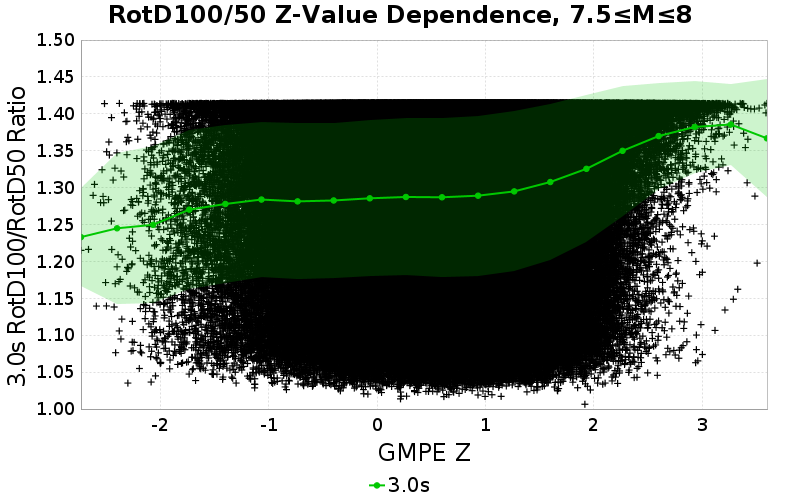 RotD100/50 Z-Value Dependence, 7.5≤M≤8
3.0s RotD100/RotD50 Ratio
1.50
1.45
1.40
1.35
1.30
1.25
1.20
1.15
1.10
1.05
1.00
-2 -1 0 1 2 3
GMPE Z
3.0s